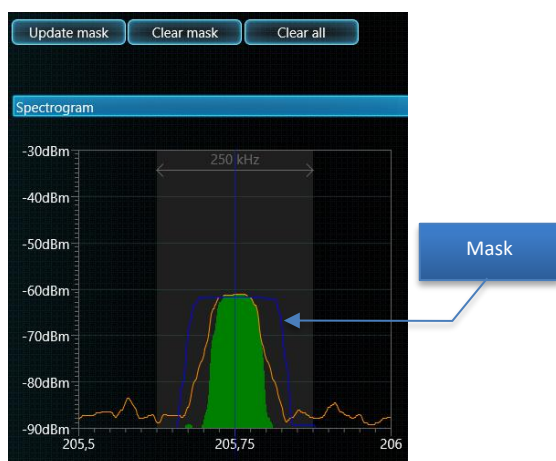 Update mask Clear mask Clear all
Spectrogram
-30dBm
250 kHz
-40dBm
-50dBm
Mask
-60dBm
-70dBm
-80dBm
-90dBm
205,5 205,75 206